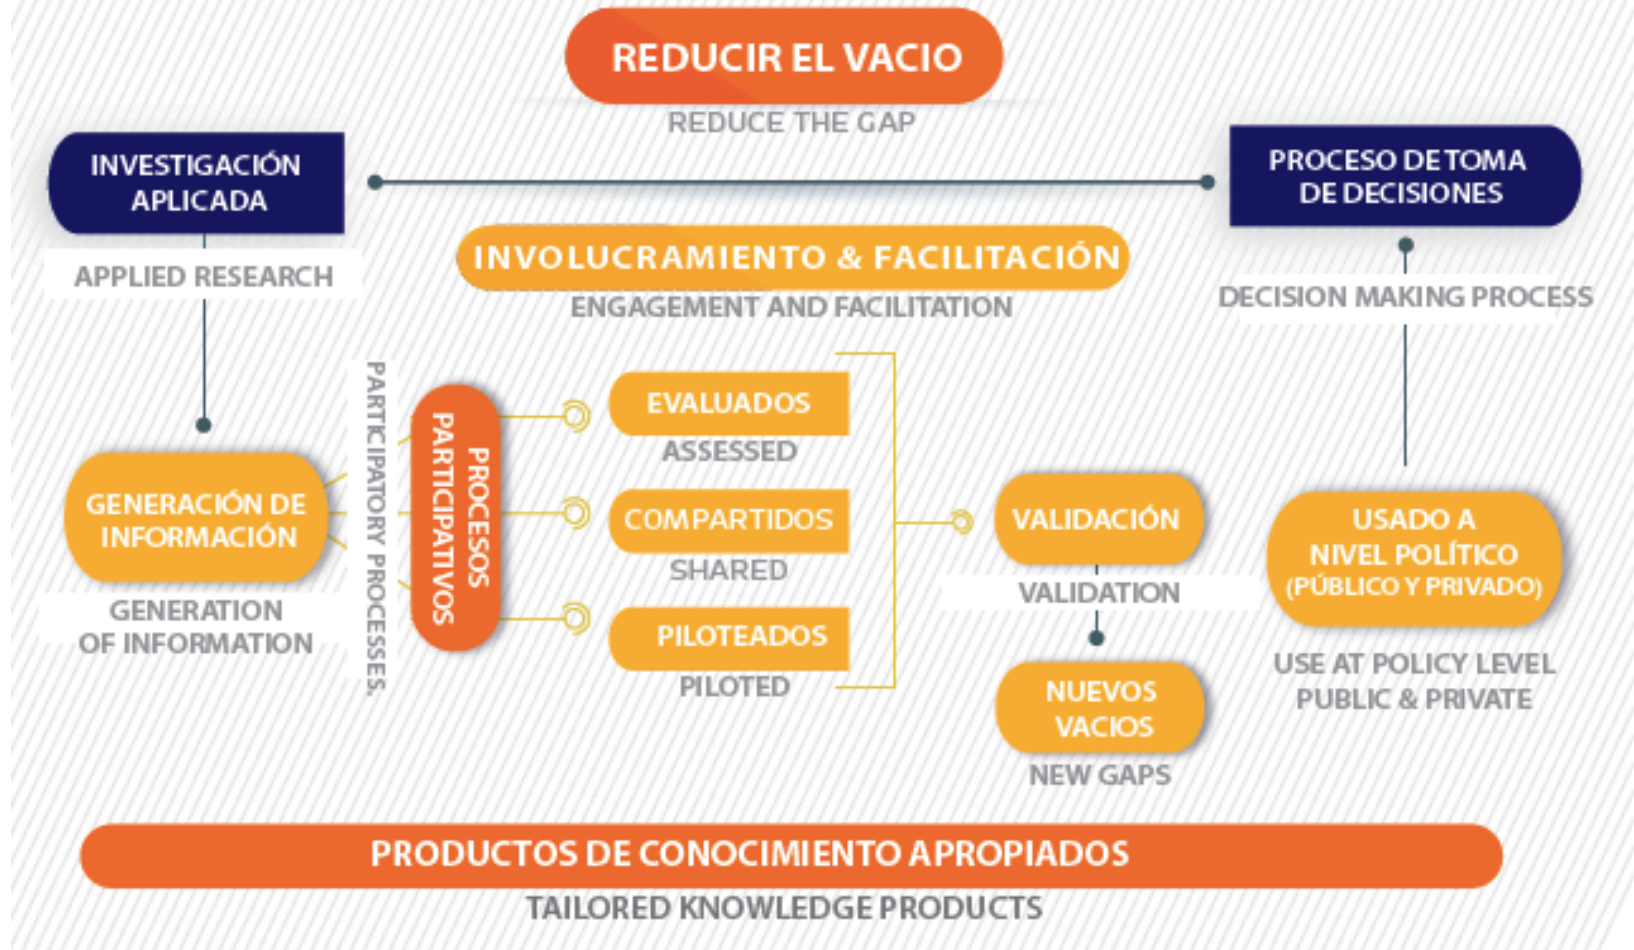 REDUCIR EL VACIO
REDUCE THE GAP
INVESTIGACIÓN
APLICADA
APPLIED RESEARCH
PROCESO DE TOMA
DE DECISIONES
DECISION MAKING PROCESS
INVOLUCRAMIENTO & FACILITACIÓN
ENGAGEMENT AND FACILITATION
GENERACIÓN DE
INFORMACIÓN
GENERATION
OF INFORMATION
PARTICIPATORY PROCESSES.
PROCESOS
PARTICIPATIVOS
EVALUADOS
ASSESSED
COMPARTIDOS
SHARED
PILOTEADOS
PILOTED
VALIDACIÓN
VALIDATION
NUEVOS
VACIOS
NEW GAPS
USADO A
NIVEL POLÍTICO
(PÚBLICO Y PRIVADO)
USE AT POLICY LEVEL
PUBLIC & PRIVATE
PRODUCTOS DE CONOCIMIENTO APROPIADOS
TAILORED KNOWLEDGE PRODUCTS